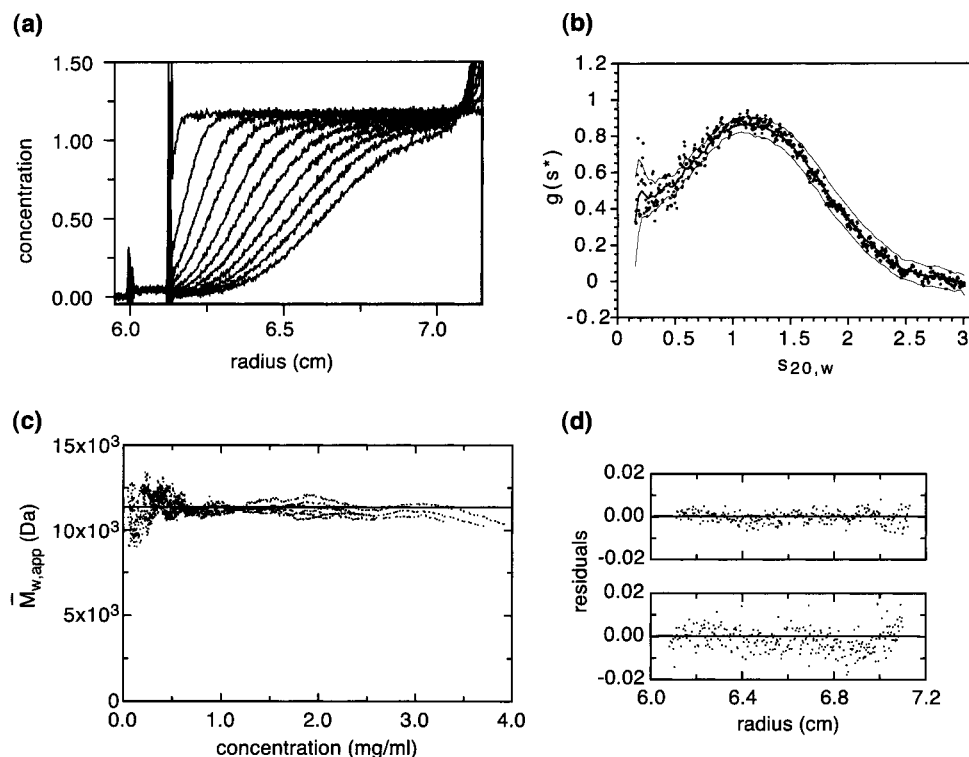 (a)
1.50
1.00
0.50
0.00
concentration
6.0
6.5
7.0
radius (cm)
(b)
1.2
1
0.8
0.6
0.4
0.2
0
-0.2
g(s*)
0
0.5
1
1.5
2
2.5
3
s20,w
(c)
15x10³
10x10³
5x10³
0
M̅w,app (Da)
0.0
1.0
2.0
3.0
4.0
concentration (mg/ml)
(d)
0.02
0.00
-0.02
0.02
0.00
-0.02
residuals
6.0
6.4
6.8
7.2
radius (cm)